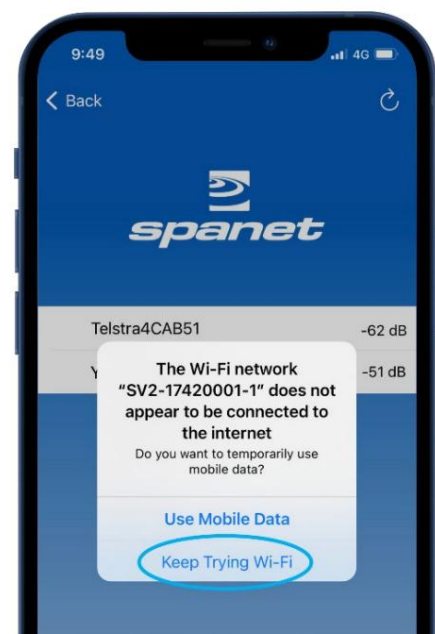 9:49
4G
Back
spanet
Telstra4CAB51 -62 dB
Y -51 dB
The Wi-Fi network
“SV2-17420001-1” does not
appear to be connected to
the internet
Do you want to temporarily use
mobile data?
Use Mobile Data
Keep Trying Wi-Fi